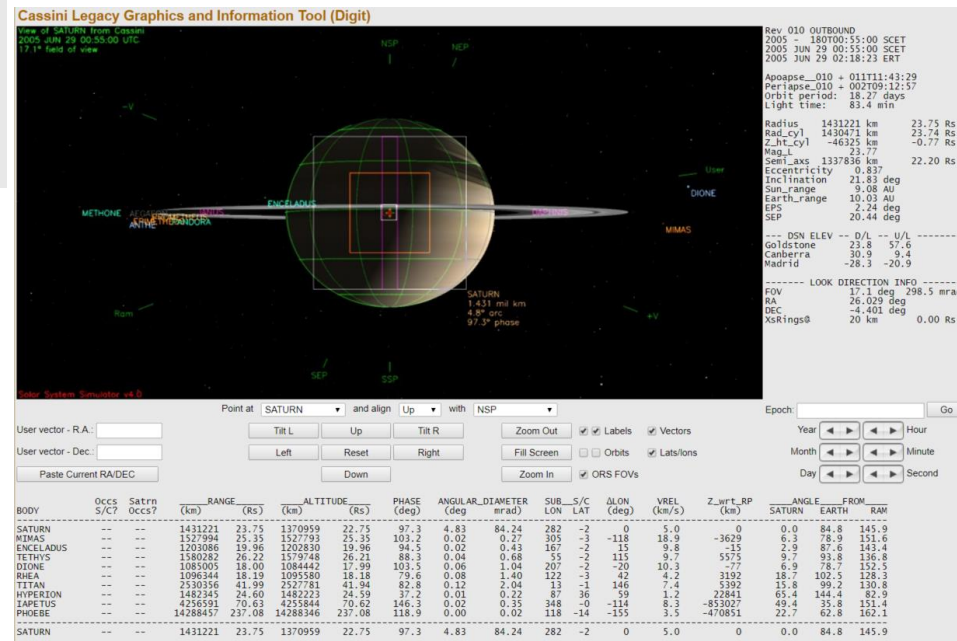 Cassini Legacy Graphics and Information Tool (Digit)
View of SATURN from Cassini
2005 JUN 29 00:55:00 UTC
17.1° field of view
NSP
NEP
-V
User
DIONE
ENCELADUS
METHONE
PANDORA
ANTHE
MIMAS
SATURN
1.431 mil km
4.8° arc
97.3° phase
Ram
+V
SEP
SSP
Solar System Simulator v4.0
Rev 010 OUTBOUND
2005 - 180T00:55:00 SCET
2005 JUN 29 00:55:00 SCET
2005 JUN 29 02:18:23 ERT
Apoapse__010 + 011T11:43:29
Periapse_010 + 002T09:12:57
Orbit period: 18.27 days
Light time: 83.4 min
Radius 1431221 km 23.75 Rs
Rad_cyl 1430471 km 23.74 Rs
Z_ht_cyl -46325 km -0.77 Rs
Mag_L 23.77
Semi_axs 1337836 km 22.20 Rs
Eccentricity 0.837
Inclination 21.83 deg
Sun_range 9.08 AU
Earth_range 10.03 AU
EPS 2.24 deg
SEP 20.44 deg
--- DSN ELEV -- D/L -- U/L -------
Goldstone 23.8 57.6
Canberra 30.9 9.4
Madrid -28.3 -20.9
------- LOOK DIRECTION INFO ------
FOV 17.1 deg 298.5 mrad
RA 26.029 deg
DEC -4.401 deg
XsRings@ 20 km 0.00 Rs
Point at SATURN and align Up with NSP
Epoch: Go
User vector - R.A.: Tilt L Up Tilt R Zoom Out Labels Vectors Year Hour
User vector - Dec.: Left Reset Right Fill Screen Orbits Lats/lons Month Minute
Paste Current RA/DEC Down Zoom In ORS FOVs Day Second
Occs Satrn RANGE ALTITUDE PHASE ANGULAR_DIAMETER SUB_S/C ΔLON VREL Z_wrt_RP ANGLE FROM
BODY S/C? Occs? (km) (Rs) (km) (Rs) (deg) (deg mrad) LON LAT (deg) (km/s) (km) SATURN EARTH RAM
SATURN -- -- 1431221 23.75 1370959 22.75 97.3 4.83 84.24 282 -2 0 5.0 0 0.0 84.8 145.9
MIMAS -- -- 1527994 25.35 1527793 25.35 103.2 0.02 0.27 305 -3 -118 18.9 -3629 6.3 78.9 151.6
ENCELADUS -- -- 1203086 19.96 1202830 19.96 94.5 0.02 0.43 167 -2 15 9.8 -15 2.9 87.6 143.4
TETHYS -- -- 1580282 26.22 1579748 26.21 88.3 0.04 0.68 55 -2 115 9.7 5575 9.7 93.8 136.8
DIONE -- -- 1085005 18.00 1084442 17.99 103.5 0.06 1.04 207 -2 -20 10.3 -77 6.9 78.7 152.5
RHEA -- -- 1096344 18.19 1095580 18.18 79.6 0.08 1.40 122 -3 42 4.2 3192 18.7 102.5 128.3
TITAN -- -- 2530356 41.99 2527781 41.94 82.8 0.12 2.04 13 -1 146 7.4 5392 15.8 99.2 130.8
HYPERION -- -- 1482345 24.60 1482223 24.59 37.2 0.01 0.22 87 36 59 1.2 22841 65.4 144.4 82.9
IAPETUS -- -- 4256591 70.63 4255844 70.62 146.3 0.02 0.35 348 -0 -114 8.3 -853027 49.4 35.8 151.4
PHOEBE -- -- 14288457 237.08 14288346 237.08 118.9 0.00 0.02 118 -14 -155 3.5 -470851 22.7 62.8 162.1
SATURN -- -- 1431221 23.75 1370959 22.75 97.3 4.83 84.24 282 -2 0 5.0 0 0.0 84.8 145.9